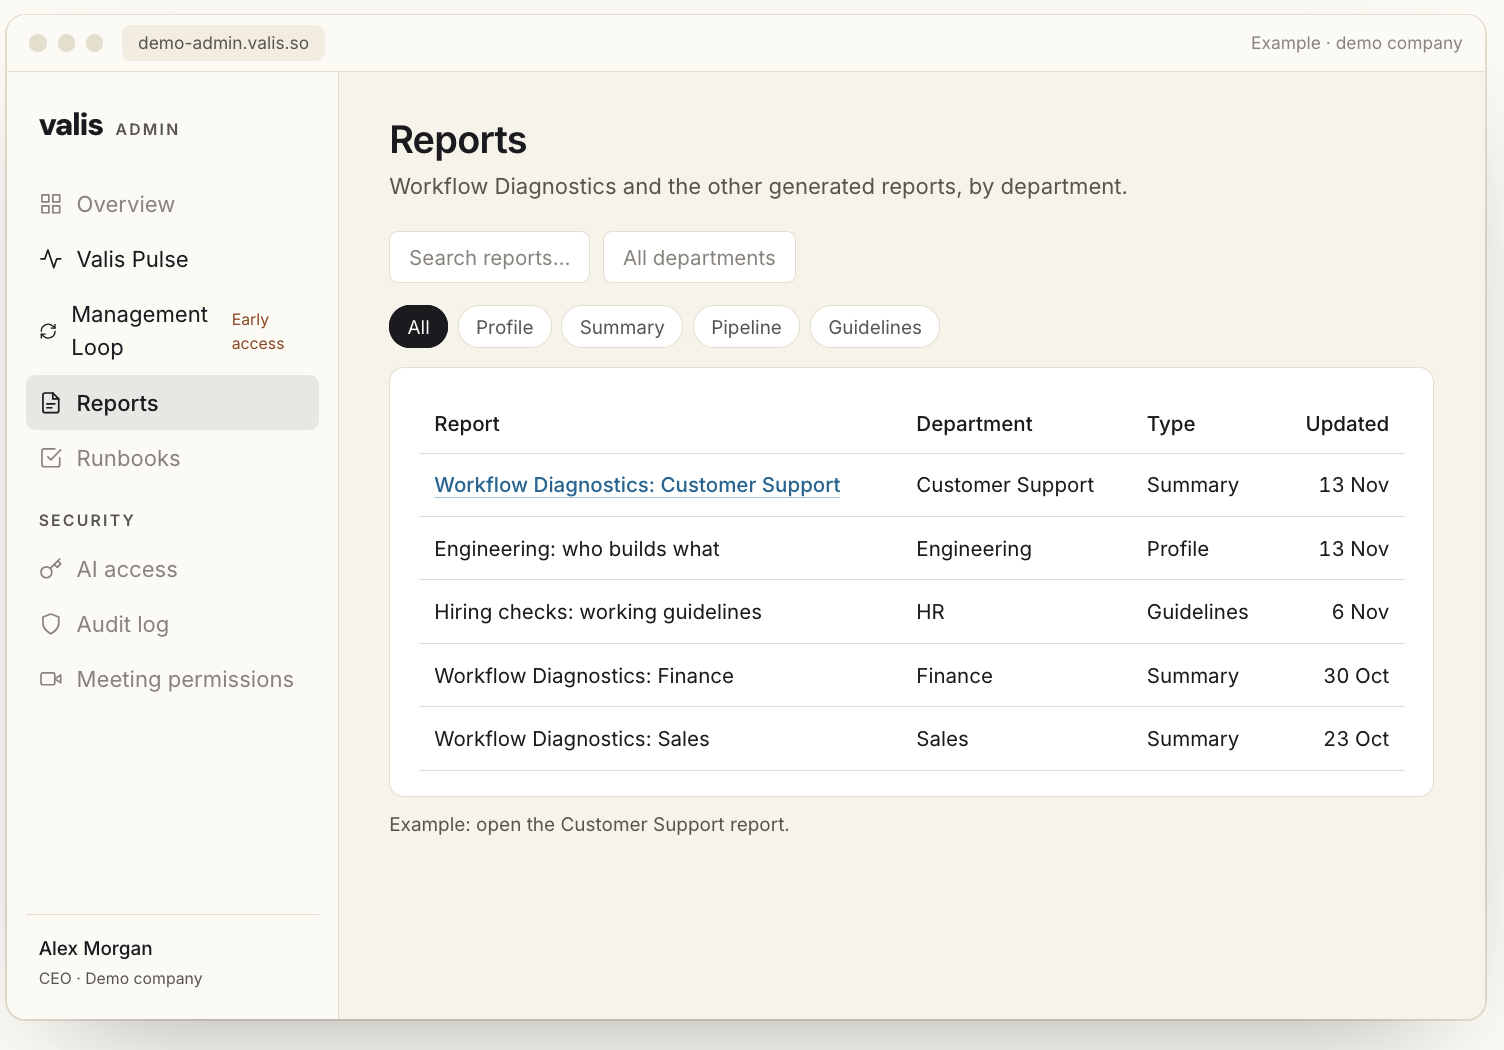 demo-admin.valis.so
Example · demo company
valis ADMIN
Overview
Valis Pulse
Management Loop
Early access
Reports
Runbooks
SECURITY
AI access
Audit log
Meeting permissions
Alex Morgan
CEO · Demo company
Reports
Workflow Diagnostics and the other generated reports, by department.
Search reports...
All departments
All Profile Summary Pipeline Guidelines
Report Department Type Updated
Workflow Diagnostics: Customer Support Customer Support Summary 13 Nov
Engineering: who builds what Engineering Profile 13 Nov
Hiring checks: working guidelines HR Guidelines 6 Nov
Workflow Diagnostics: Finance Finance Summary 30 Oct
Workflow Diagnostics: Sales Sales Summary 23 Oct
Example: open the Customer Support report.